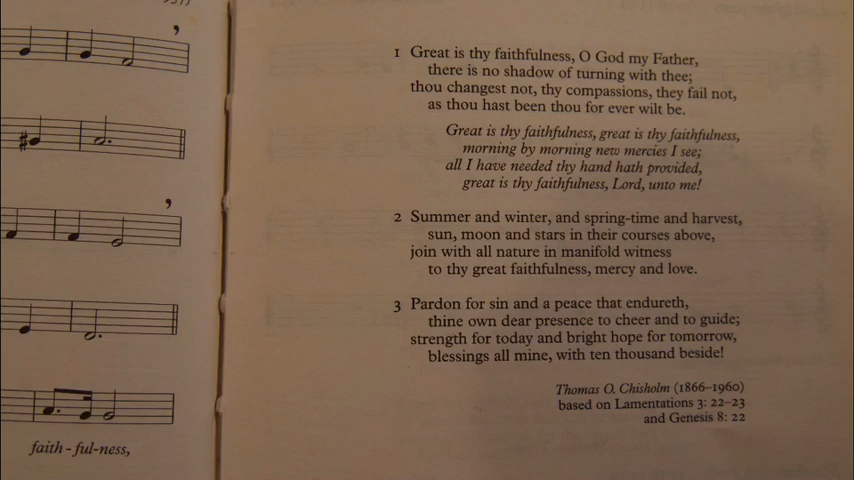 faith-ful-ness,
1 Great is thy faithfulness, O God my Father,
there is no shadow of turning with thee;
thou changest not, thy compassions, they fail not,
as thou hast been thou for ever wilt be.
Great is thy faithfulness, great is thy faithfulness,
morning by morning new mercies I see;
all I have needed thy hand hath provided,
great is thy faithfulness, Lord, unto me!
2 Summer and winter, and spring-time and harvest,
sun, moon and stars in their courses above,
join with all nature in manifold witness
to thy great faithfulness, mercy and love.
3 Pardon for sin and a peace that endureth,
thine own dear presence to cheer and to guide;
strength for today and bright hope for tomorrow,
blessings all mine, with ten thousand beside!
Thomas O. Chisholm (1866–1960)
based on Lamentations 3: 22–23
and Genesis 8: 22